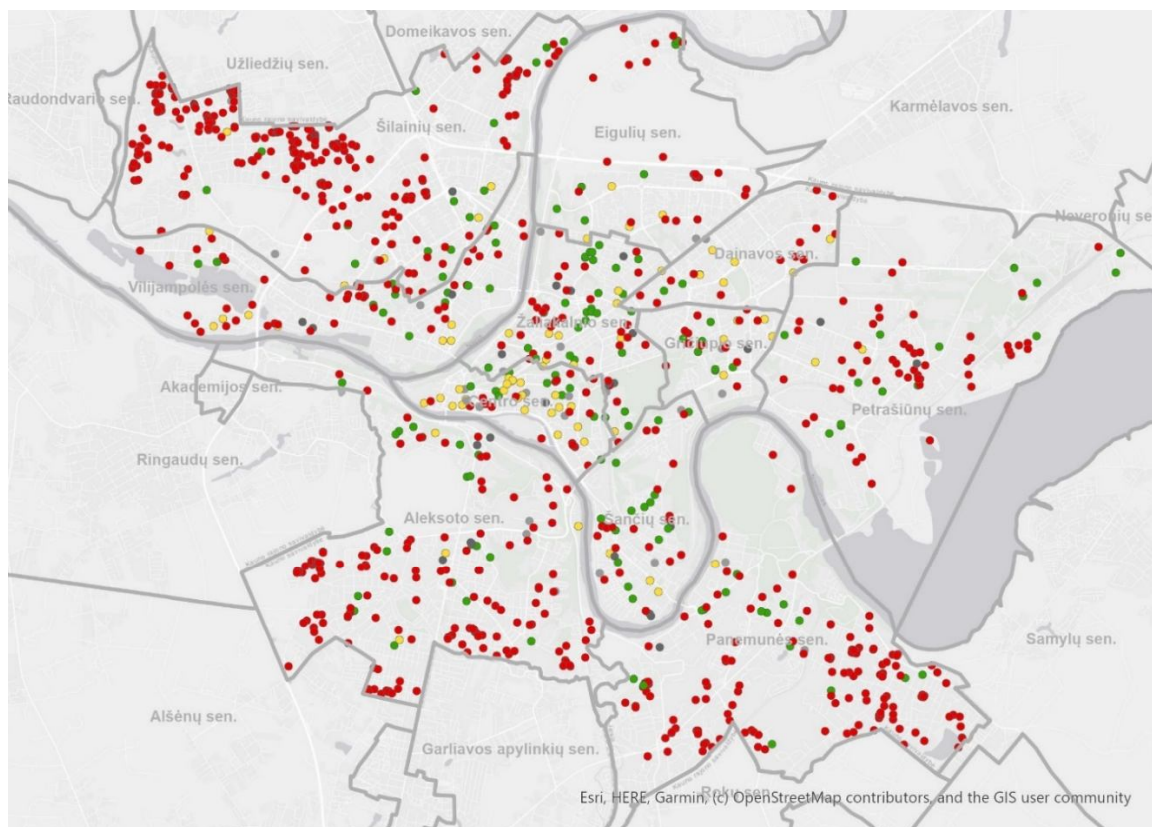 Domeikavos sen.
Užliedžių sen.
Raudondvario sen.
Karmėlavos sen.
Šilainių sen.
Eigulių sen.
Neveronių se
Dainavos sen.
Vilijampolės sen.
Žaliakalnio sen.
Gričiupio sen.
Akademijos sen.
Centro sen.
Petrašiūnų sen.
Ringaudų sen.
Aleksoto sen.
Šančių sen.
Panemunės sen.
Samylų sen.
Alšėnų sen.
Garliavos apylinkių sen.
Rokų sen.
Esri, HERE, Garmin, (c) OpenStreetMap contributors, and the GIS user community